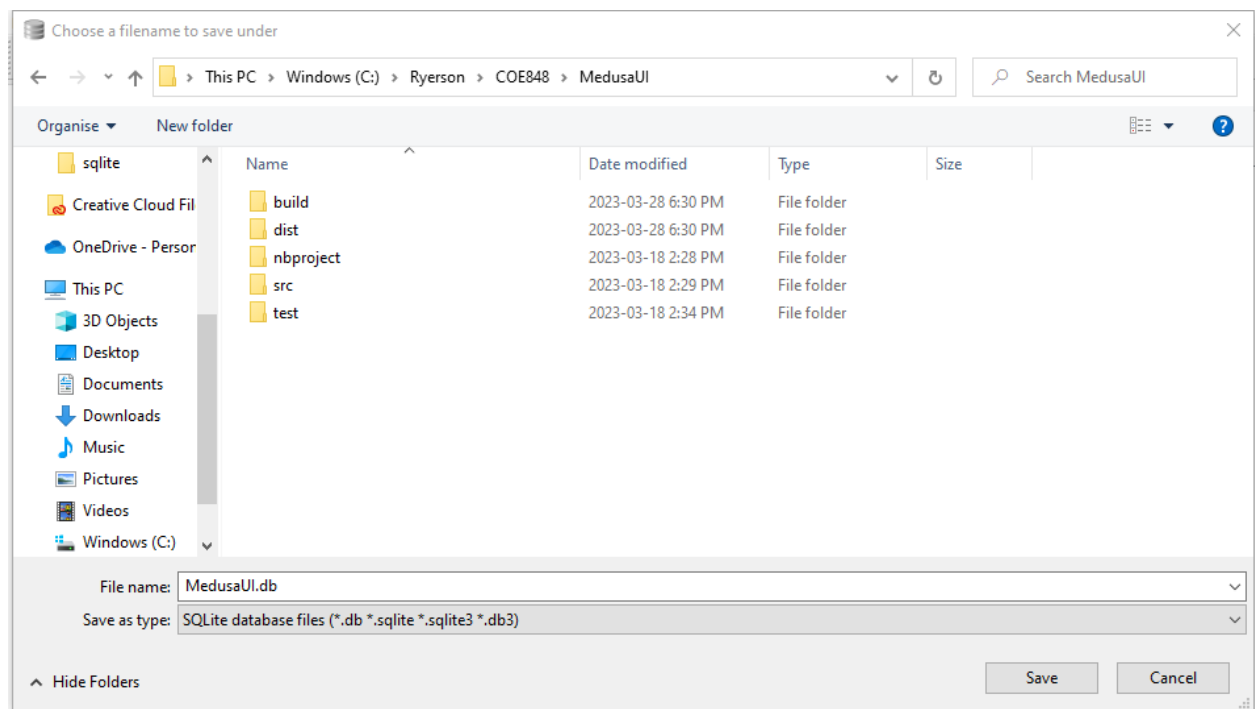 Choose a filename to save under
This PC > Windows (C:) > Ryerson > COE848 > MedusaUI
Search MedusaUI
Organise New folder
?
sqlite
Creative Cloud Fil
OneDrive - Person
This PC
3D Objects
Desktop
Documents
Downloads
Music
Pictures
Videos
Windows (C:)
Name Date modified Type Size
build 2023-03-28 6:30 PM File folder
dist 2023-03-28 6:30 PM File folder
nbproject 2023-03-18 2:28 PM File folder
src 2023-03-18 2:29 PM File folder
test 2023-03-18 2:34 PM File folder
File name: MedusaUI.db
Save as type: SQLite database files (*.db *.sqlite *.sqlite3 *.db3)
Hide Folders
Save Cancel